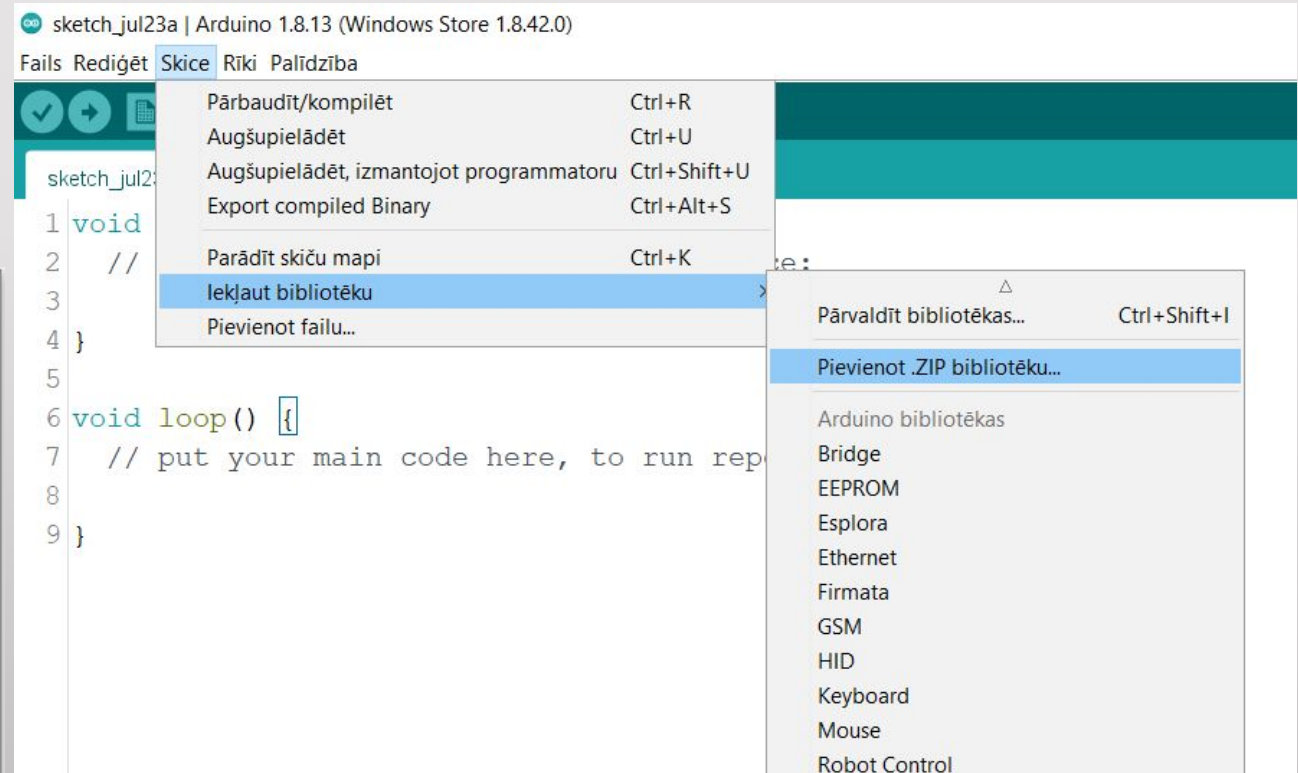 sketch_jul23a | Arduino 1.8.13 (Windows Store 1.8.42.0)
Fails Rediģēt Skice Rīki Palīdzība
Pārbaudīt/kompilēt Ctrl+R
Augšupielādēt Ctrl+U
Augšupielādēt, izmantojot programmatoru Ctrl+Shift+U
Export compiled Binary Ctrl+Alt+S
Parādīt skiču mapi Ctrl+K
Iekļaut bibliotēku
Pievienot failu...
Pārvaldīt bibliotēkas... Ctrl+Shift+I
Pievienot .ZIP bibliotēku...
Arduino bibliotēkas
Bridge
EEPROM
Esplora
Ethernet
Firmata
GSM
HID
Keyboard
Mouse
Robot Control
sketch_jul23
1 void
2 //
3
4 }
5
6 void loop() {
7 // put your main code here, to run
8
9 }